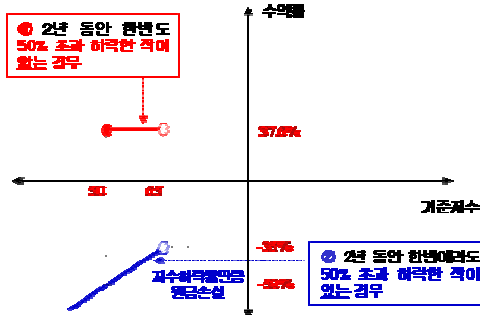 수익률
① 2년 동안 한번도
50% 초과 하락한 적이
없는 경우
37.6%
50
65
기준지수
-35%
-50%
지수하락률만큼
원금손실
② 2년 동안 한번이라도
50% 초과 하락한 적이
있는 경우